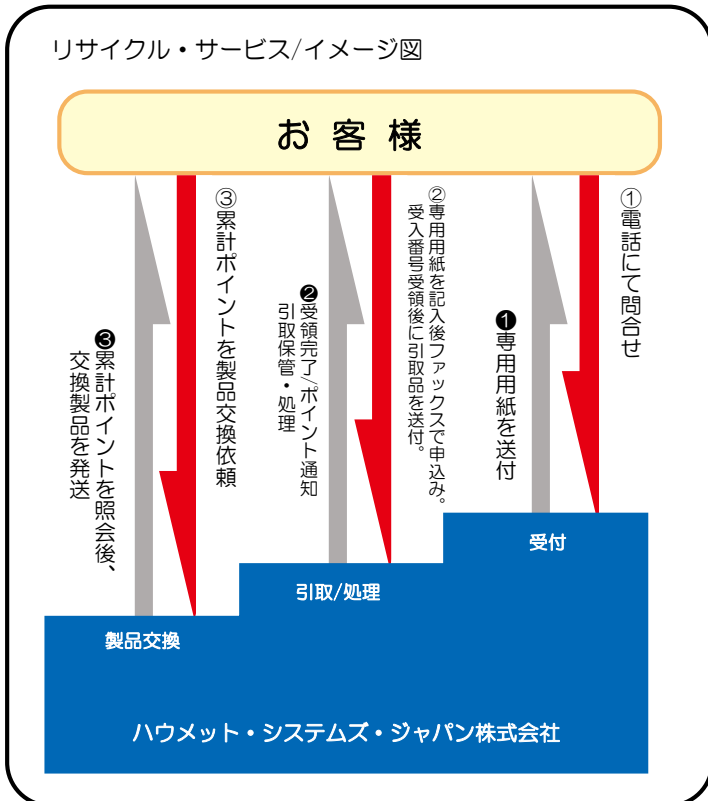 リサイクル・サービス/イメージ図
お客様
①電話にて問合せ
❶専用用紙を送付
②専用用紙を記入後ファックスで申込み。
受入番号受領後に引取品を送付。
❷受領完了/ポイント通知
引取保管・処理
③累計ポイントを製品交換依頼
❸累計ポイントを照会後、
交換製品を発送
受付
引取/処理
製品交換
ハウメット・システムズ・ジャパン株式会社